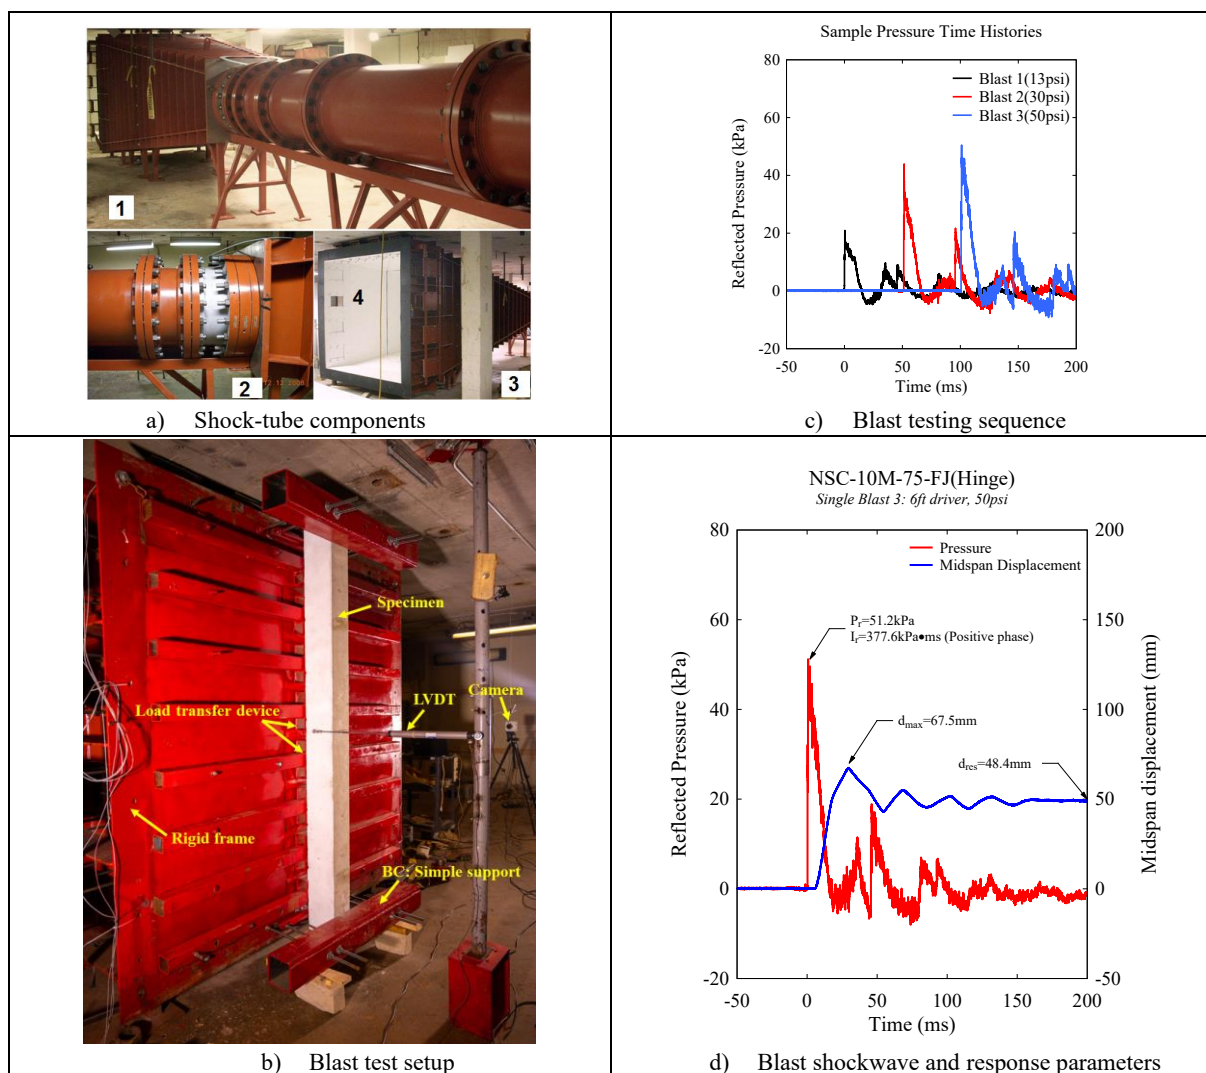 1
2
12 13 2006
3
4
a) Shock-tube components
Sample Pressure Time Histories
Blast 1(13psi)
Blast 2(30psi)
Blast 3(50psi)
Reflected Pressure (kPa)
80
60
40
20
0
-20
-50
0
50
100
150
200
Time (ms)
c) Blast testing sequence
Specimen
LVDT
Camera
Load transfer device
Rigid frame
BC: Simple support
b) Blast test setup
NSC-10M-75-FJ(Hinge)
Single Blast 3: 6ft driver, 50psi
Pressure
Midspan Displacement
Pr=51.2kPa
Ir=377.6kPa●ms (Positive phase)
dmax=67.5mm
dres=48.4mm
Reflected Pressure (kPa)
80
60
40
20
0
-20
Midspan displacement (mm)
200
150
100
50
0
-50
-50
0
50
100
150
200
Time (ms)
d) Blast shockwave and response parameters